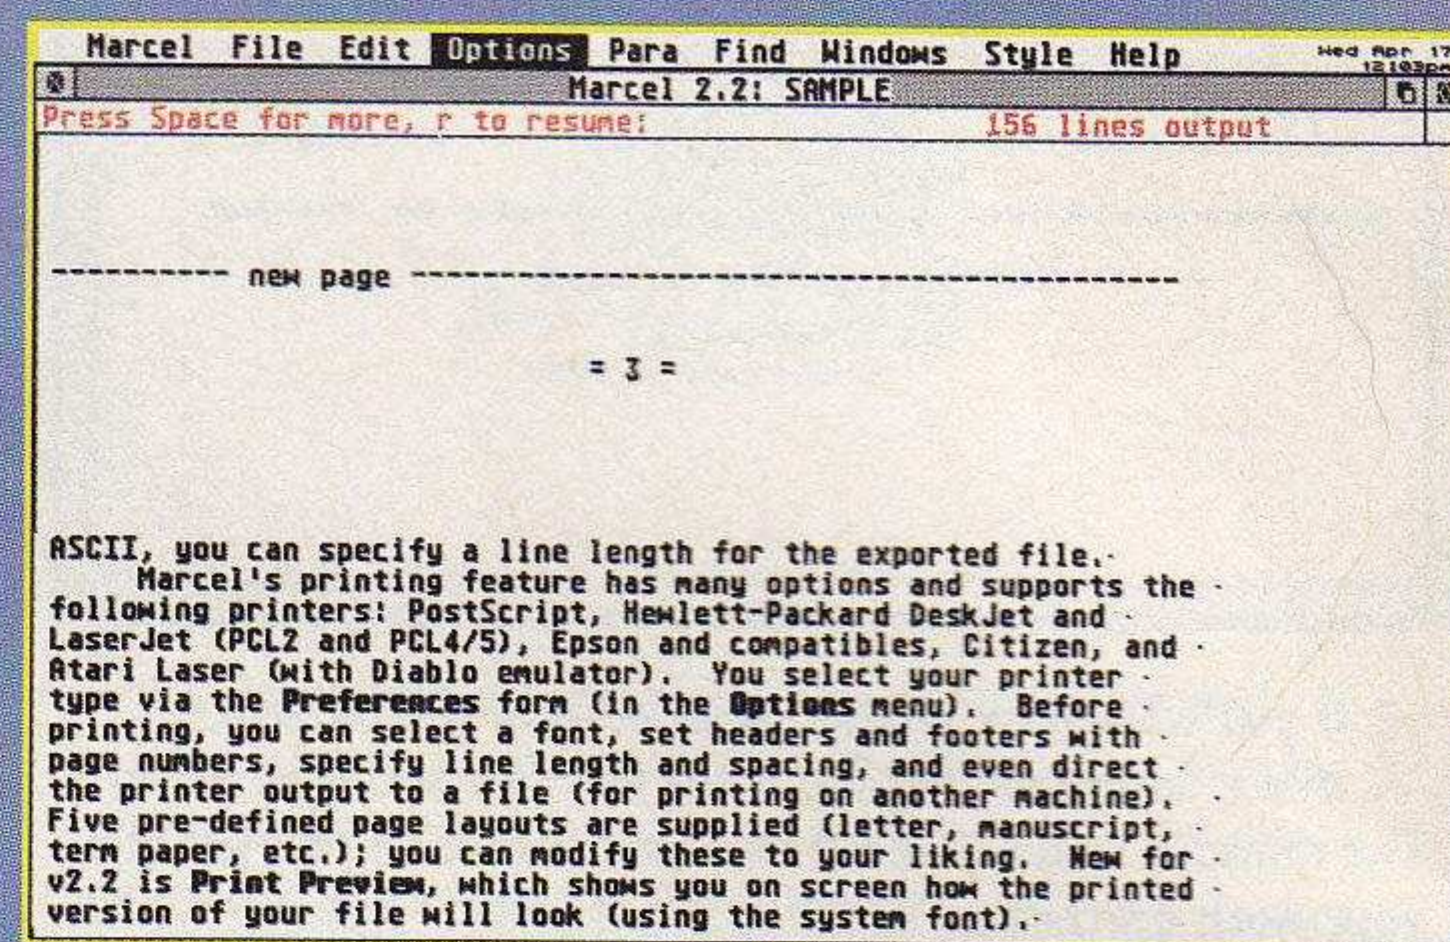 Marcel File Edit Options Para Find Windows Style Help Wed Apr 17
12:03pm
Marcel 2.2: SAMPLE
Press Space for more, r to resume: 156 lines output
---------- new page --------------------------------------------
= 3 =
ASCII, you can specify a line length for the exported file.
Marcel's printing feature has many options and supports the
following printers: PostScript, Hewlett-Packard DeskJet and
LaserJet (PCL2 and PCL4/5), Epson and compatibles, Citizen, and
Atari Laser (with Diablo emulator). You select your printer
type via the Preferences form (in the Options menu). Before
printing, you can select a font, set headers and footers with
page numbers, specify line length and spacing, and even direct
the printer output to a file (for printing on another machine).
Five pre-defined page layouts are supplied (letter, manuscript,
term paper, etc.); you can modify these to your liking. New for
v2.2 is Print Preview, which shows you on screen how the printed
version of your file will look (using the system font).